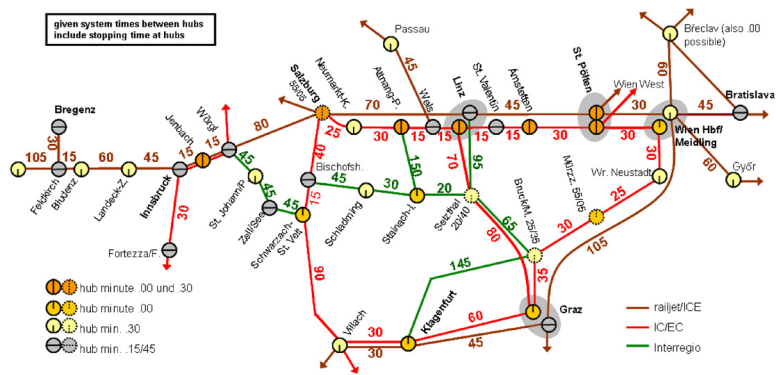 given system times between hubs
include stopping time at hubs
Passau
Břeclav (also .00
possible)
Salzburg
55/05
Neumarkt-K.
Attnang-P.
Wels
Linz
St. Valentin
Amstetten
St. Pölten
Wien West
Bratislava
Wien Hbf/
Meidling
Győr
Bregenz
Jenbach
Wörgl
Feldkirch
Bludenz
Landeck-Z.
Innsbruck
Fortezza/F.
St. Johann/P.
Zell/See
Schwarzach-
St. Veit
Bischofsh.
Schladming
Stainach-I.
Selzthal
20/40
Bruck/M. 25/35
Mürzz. 55/05
Wr. Neustadt
Villach
Klagenfurt
Graz
105
30
15
60
45
15
15
80
30
45
45
45
70
25
40
15
45
30
20
150
45
30
15
15
15
15
70
95
45
30
30
30
30
60
45
60
30
25
30
105
65
80
35
145
90
30
30
60
45
hub minute .00 und .30
hub minute .00
hub min. .30
hub min. .15/45
railjet/ICE
IC/EC
Interregio